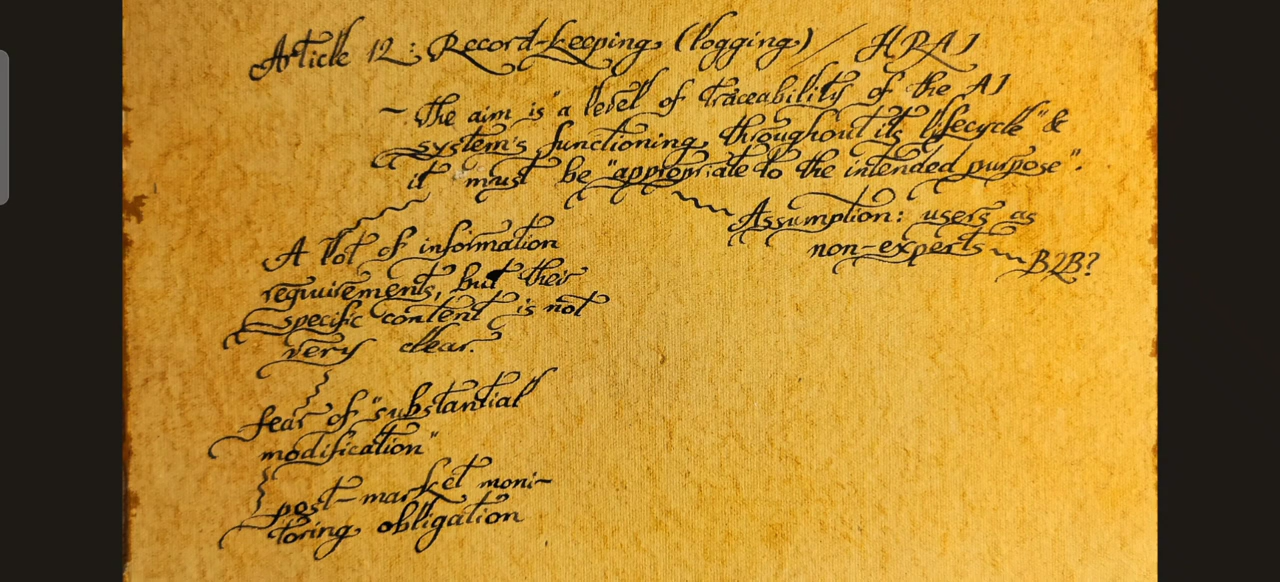 Article 12: Record-keeping (logging) / HRAI
- the aim is "a level of traceability of the AI
system's functioning throughout its lifecycle" &
it must be "appropriate to the intended purpose".
Assumption: users as
non-experts ~ B2B?
A lot of information
requirements, but their
specific content is not
very clear.
fear of "substantial
modification"
post-market moni-
toring obligation